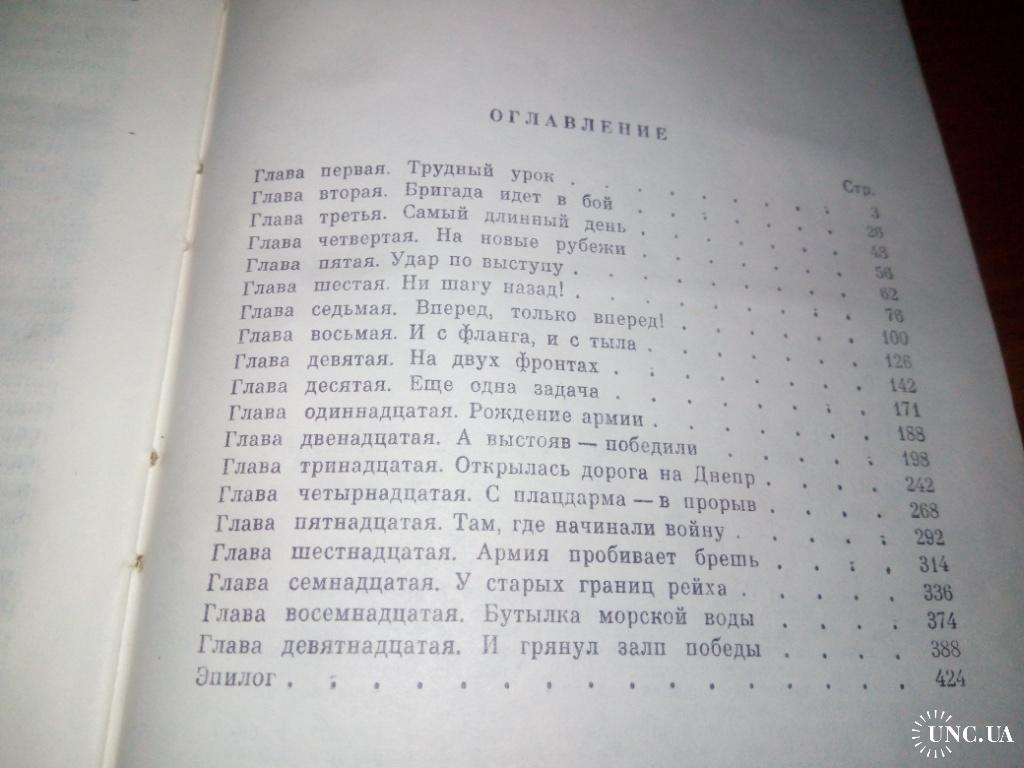 ОГЛАВЛЕНИЕ
Стр.
Глава первая. Трудный урок . . . . . . . . 3
Глава вторая. Бригада идет в бой . . . . . . . 26
Глава третья. Самый длинный день . . . . . . . 48
Глава четвертая. На новые рубежи . . . . . . . 56
Глава пятая. Удар по выступу . . . . . . . . 62
Глава шестая. Ни шагу назад! . . . . . . . . 76
Глава седьмая. Вперед, только вперед! . . . . . . 100
Глава восьмая. И с фланга, и с тыла . . . . . . 126
Глава девятая. На двух фронтах . . . . . . . 142
Глава десятая. Еще одна задача . . . . . . . 171
Глава одиннадцатая. Рождение армии . . . . . . 188
Глава двенадцатая. А выстояв — победили . . . . . 198
Глава тринадцатая. Открылась дорога на Днепр . . . . 242
Глава четырнадцатая. С плацдарма — в прорыв . . . . 268
Глава пятнадцатая. Там, где начинали войну . . . . . 292
Глава шестнадцатая. Армия пробивает брешь . . . . 314
Глава семнадцатая. У старых границ рейха . . . . . 336
Глава восемнадцатая. Бутылка морской воды . . . . 374
Глава девятнадцатая. И грянул залп победы . . . . 388
Эпилог . . . . . . . . . . . . . . . 424
UNC.UA